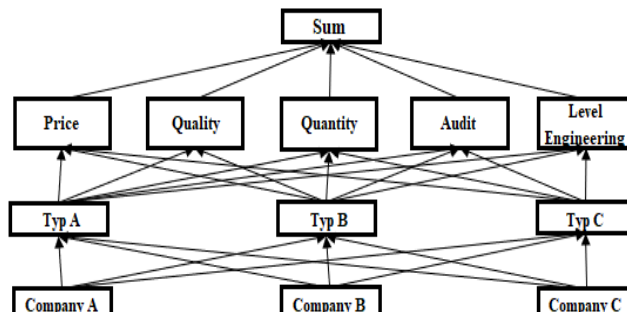 Sum
Price Quality Quantity Audit Level
Engineering
Typ A Typ B Typ C
Company A Company B Company C